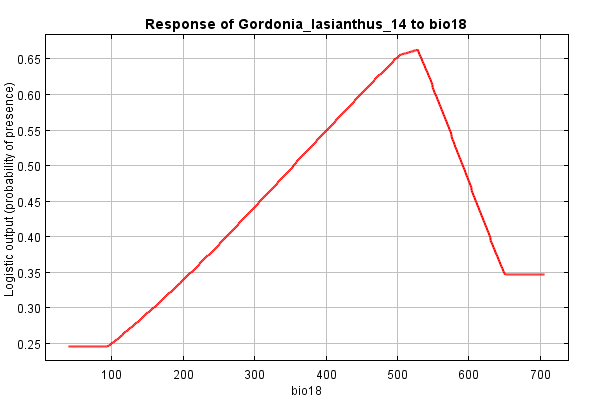 Response of Gordonia_lasianthus_14 to bio18
Logistic output (probability of presence)
0.65
0.60
0.55
0.50
0.45
0.40
0.35
0.30
0.25
100 200 300 400 500 600 700
bio18